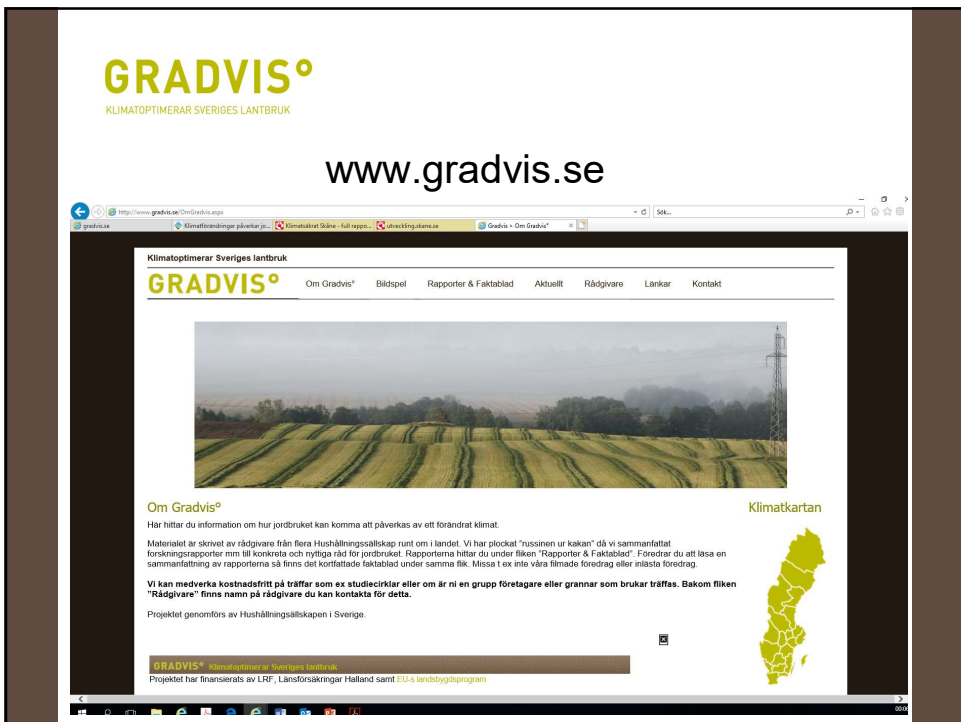 GRADVIS°
KLIMATOPTIMERAR SVERIGES LANTBRUK
www.gradvis.se
http://www.gradvis.se/OmGradvis.aspx
Sök...
gradvis.se
Klimatförändringar påverkar jo...
Klimatsäkrat Skåne - full rappo...
utveckling.skane.se
Gradvis > Om Gradvis°
Klimatoptimerar Sveriges lantbruk
GRADVIS°
Om Gradvis° Bildspel Rapporter & Faktablad Aktuellt Rådgivare Länkar Kontakt
Om Gradvis°
Här hittar du information om hur jordbruket kan komma att påverkas av ett förändrat klimat.
Materialet är skrivet av rådgivare från flera Hushållningssällskap runt om i landet. Vi har plockat "russinen ur kakan" då vi sammanfattat
forskningsrapporter mm till konkreta och nyttiga råd för jordbruket. Rapporterna hittar du under fliken "Rapporter & Faktablad". Föredrar du att läsa en
sammanfattning av rapporterna så finns det kortfattade faktablad under samma flik. Missa t ex inte våra filmade föredrag eller inlästa föredrag.
Vi kan medverka kostnadsfritt på träffar som ex studiecirklar eller om är ni en grupp företagare eller grannar som brukar träffas. Bakom fliken
"Rådgivare" finns namn på rådgivare du kan kontakta för detta.
Projektet genomförs av Hushållningsällskapen i Sverige.
Klimatkartan
GRADVIS° Klimatoptimerar Sveriges lantbruk
Projektet har finansierats av LRF, Länsförsäkringar Halland samt EU-s landsbygdsprogram